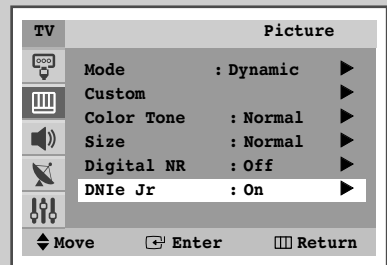 TV Picture
Mode : Dynamic
Custom
Color Tone : Normal
Size : Normal
Digital NR : Off
DNIe Jr : On
Move Enter Return